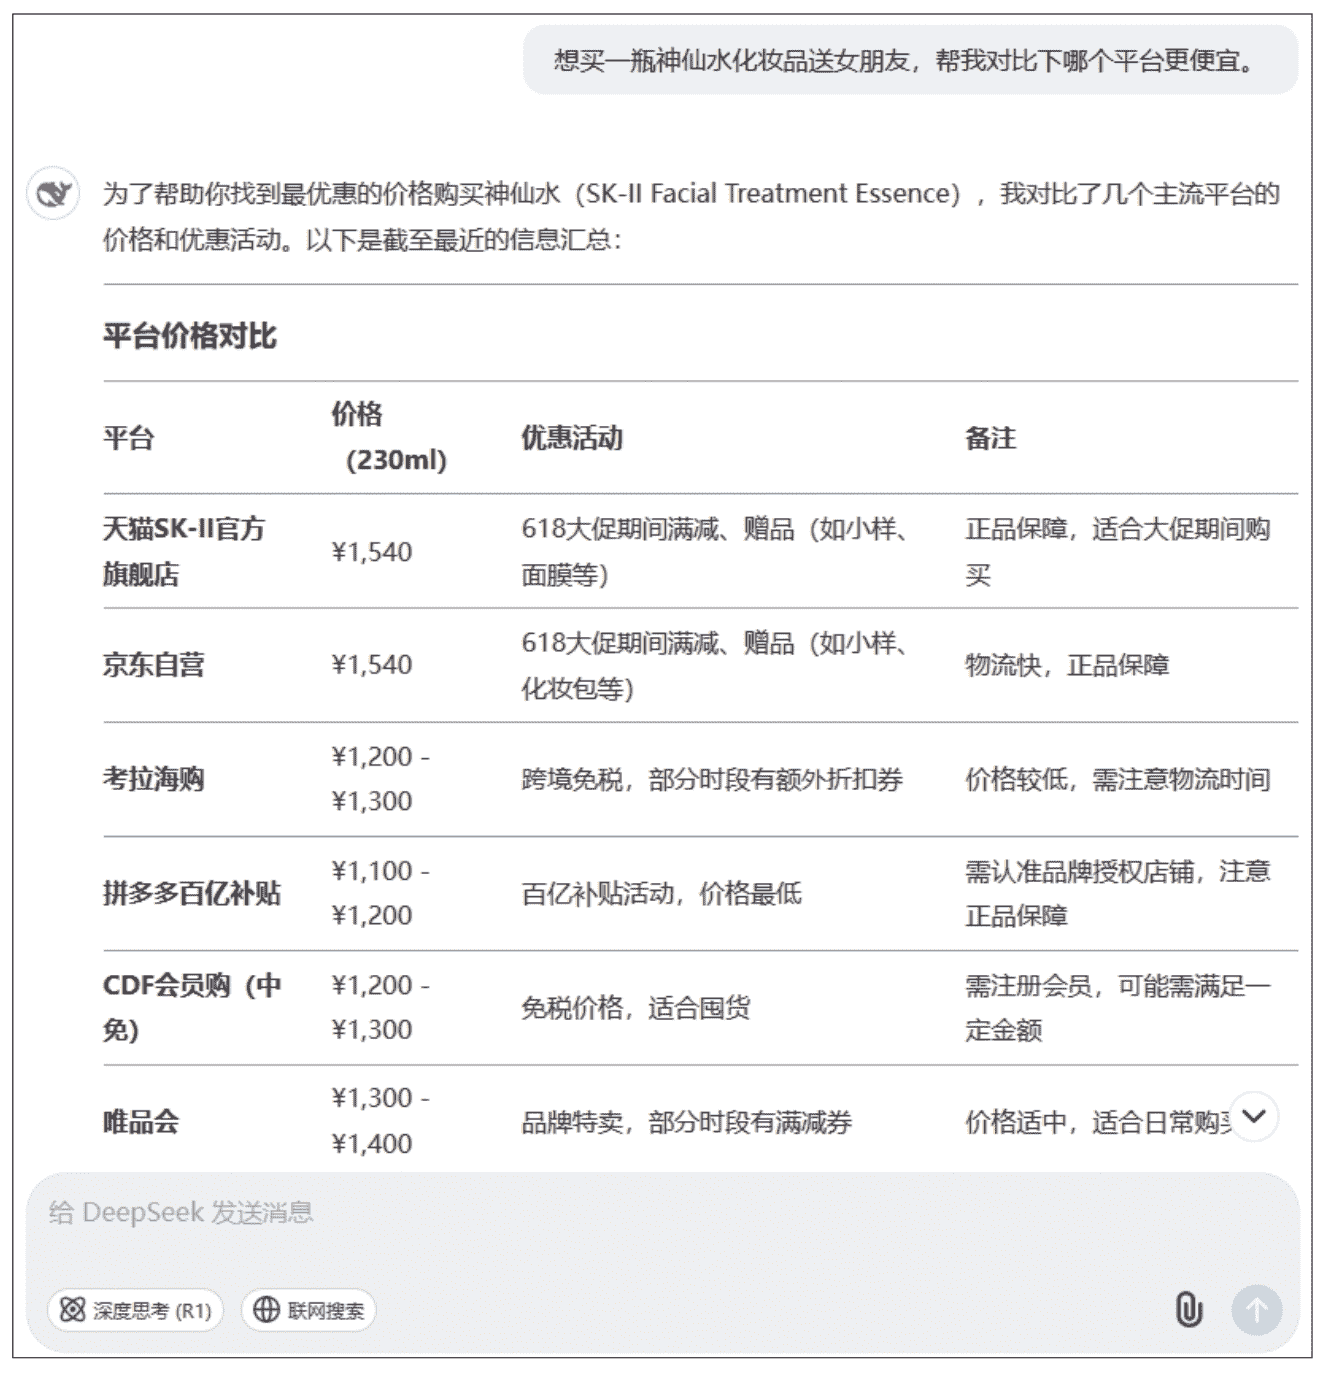 想买一瓶神仙水化妆品送女朋友，帮我对比下哪个平台更便宜。
为了帮助你找到最优惠的价格购买神仙水（SK-II Facial Treatment Essence），我对比了几个主流平台的
价格和优惠活动。以下是截至最近的信息汇总：
平台价格对比
平台
价格
（230ml）
优惠活动
备注
天猫SK-II官方
旗舰店
¥1,540
618大促期间满减、赠品（如小样、
面膜等）
正品保障，适合大促期间购
买
京东自营
¥1,540
618大促期间满减、赠品（如小样、
化妆包等）
物流快，正品保障
考拉海购
¥1,200 -
¥1,300
跨境免税，部分时段有额外折扣券
价格较低，需注意物流时间
拼多多百亿补贴
¥1,100 -
¥1,200
百亿补贴活动，价格最低
需认准品牌授权店铺，注意
正品保障
CDF会员购（中
免）
¥1,200 -
¥1,300
免税价格，适合囤货
需注册会员，可能需满足一
定金额
唯品会
¥1,300 -
¥1,400
品牌特卖，部分时段有满减券
价格适中，适合日常购
给 DeepSeek 发送消息
深度思考 (R1)
联网搜索